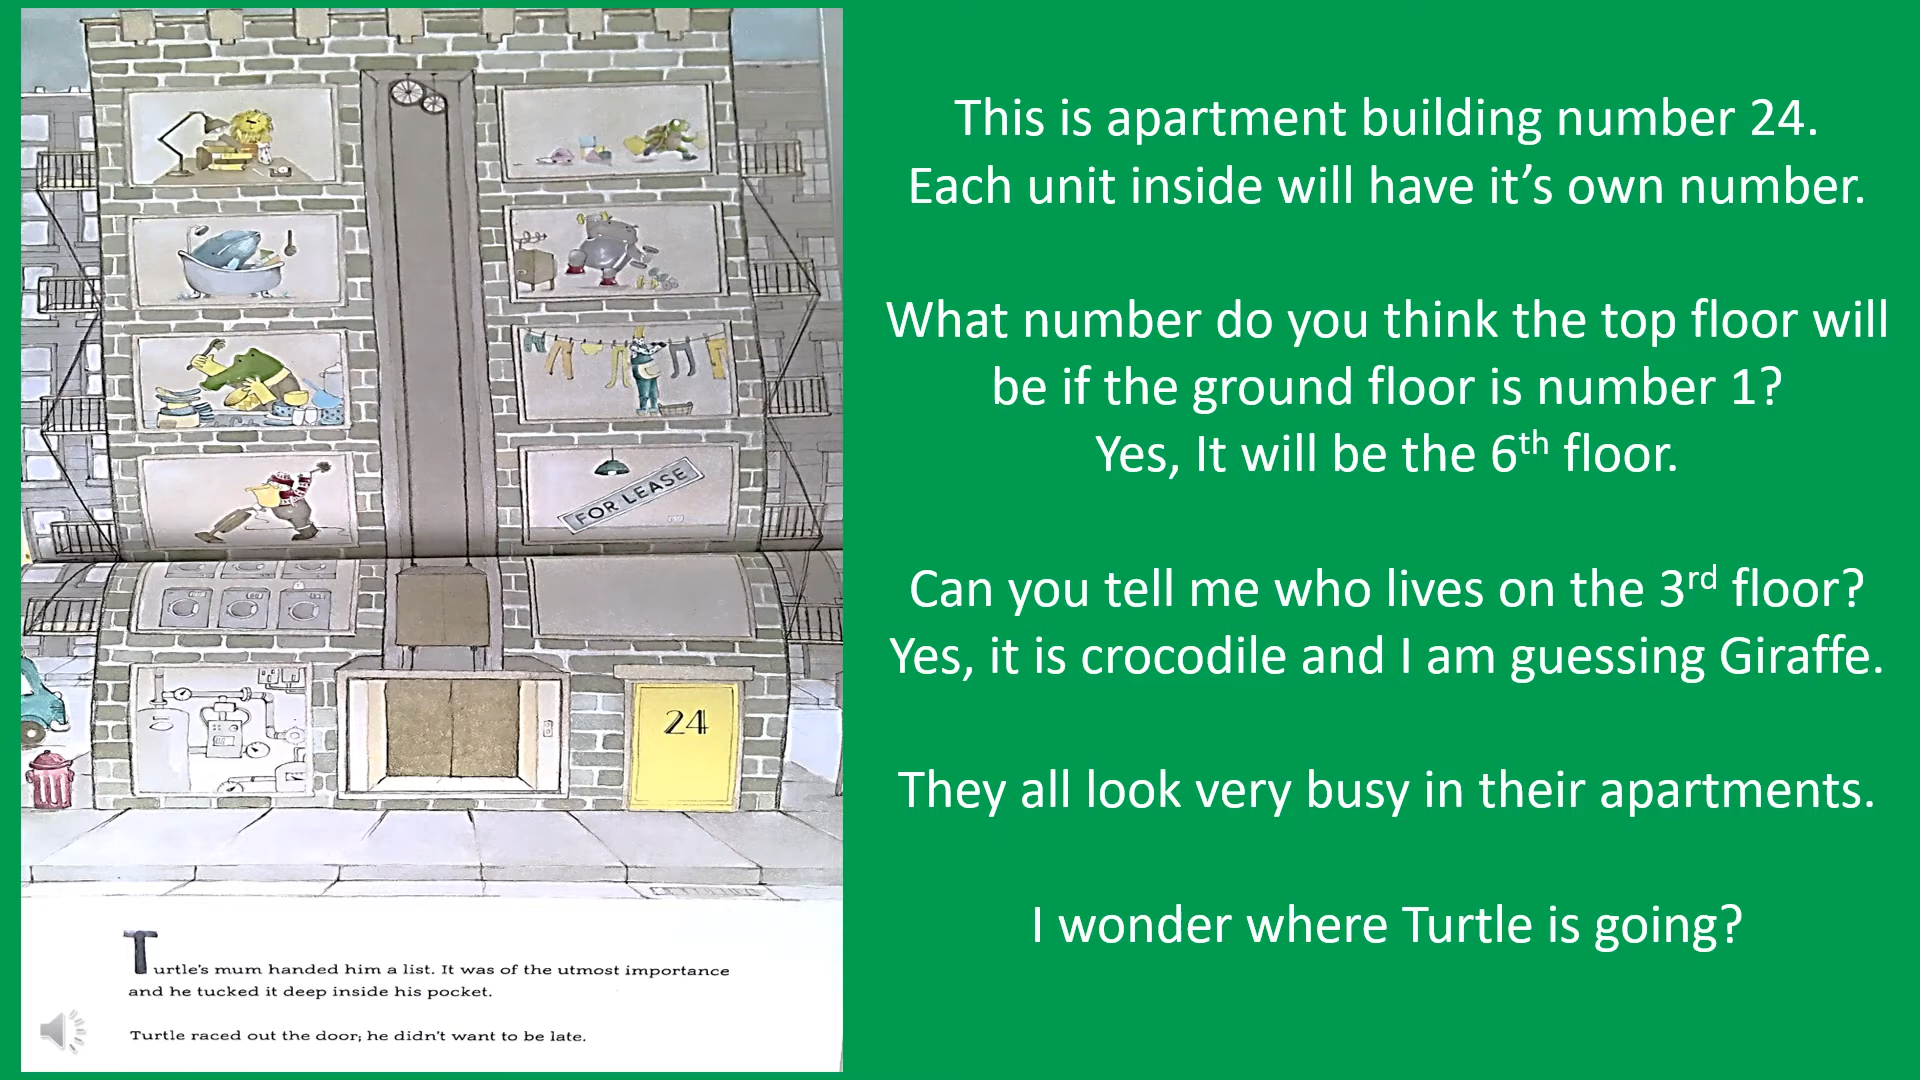 FOR LEASE
24
Turtle's mum handed him a list. It was of the utmost importance
and he tucked it deep inside his pocket.
Turtle raced out the door; he didn't want to be late.
This is apartment building number 24.
Each unit inside will have it’s own number.
What number do you think the top floor will
be if the ground floor is number 1?
Yes, It will be the 6th floor.
Can you tell me who lives on the 3rd floor?
Yes, it is crocodile and I am guessing Giraffe.
They all look very busy in their apartments.
I wonder where Turtle is going?